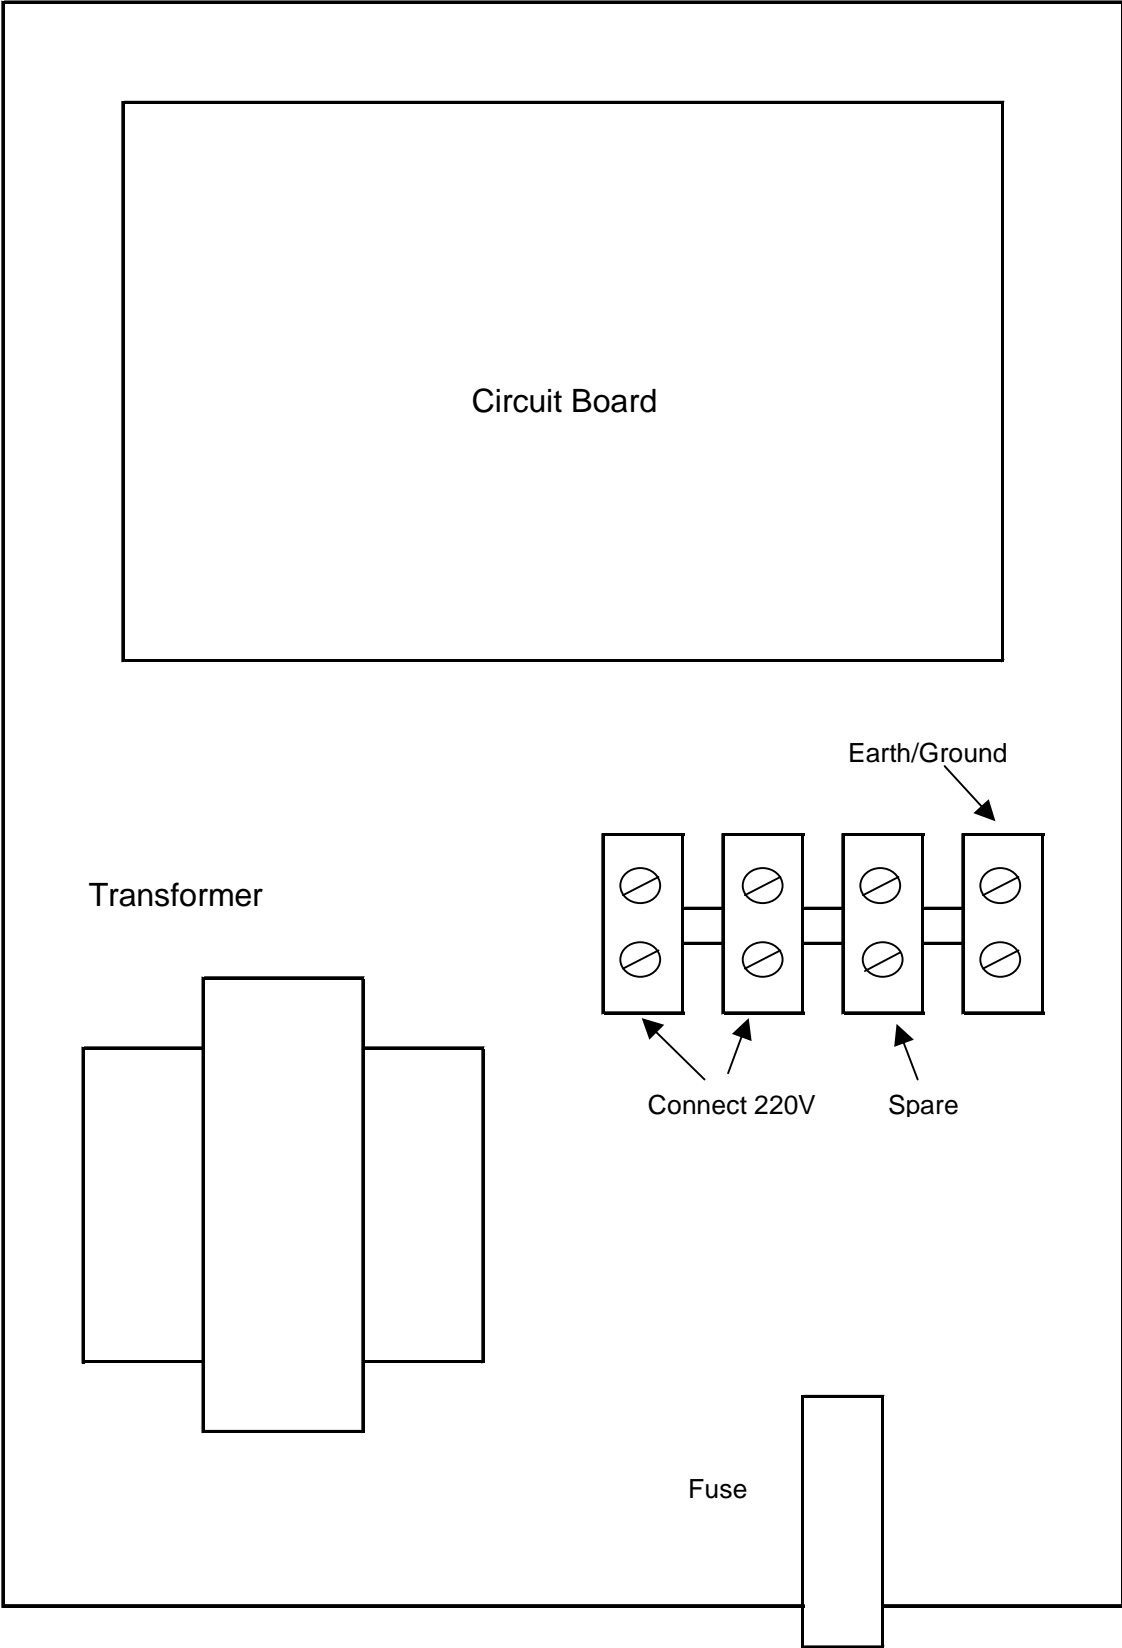 Circuit Board
Earth/Ground
Transformer
Connect 220V
Spare
Fuse